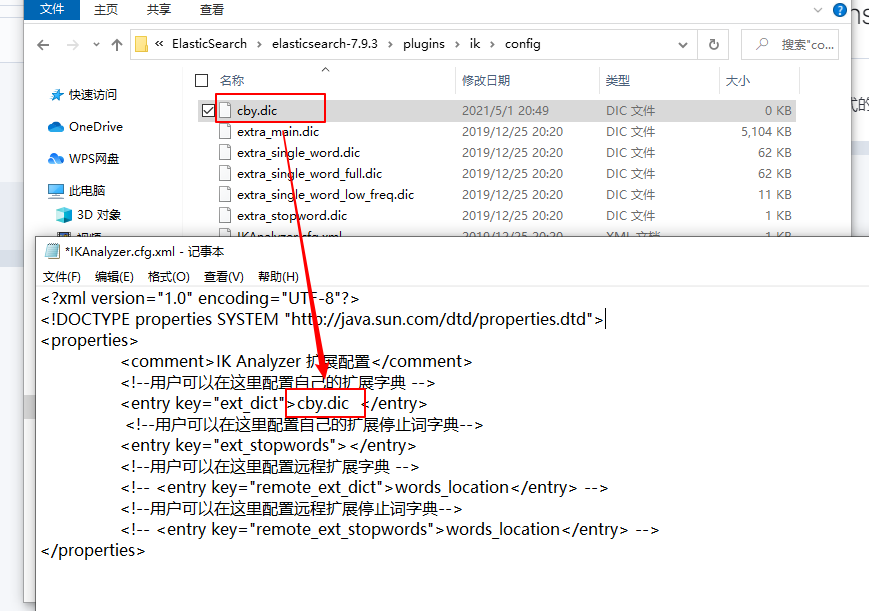 文件 主页 共享 查看
« ElasticSearch › elasticsearch-7.9.3 › plugins › ik › config 搜索"co...
名称 修改日期 类型 大小
快速访问
OneDrive
WPS网盘
此电脑
3D 对象
cby.dic 2021/5/1 20:49 DIC 文件 0 KB
extra_main.dic 2019/12/25 20:20 DIC 文件 5,104 KB
extra_single_word.dic 2019/12/25 20:20 DIC 文件 62 KB
extra_single_word_full.dic 2019/12/25 20:20 DIC 文件 62 KB
extra_single_word_low_freq.dic 2019/12/25 20:20 DIC 文件 11 KB
extra_stopword.dic 2019/12/25 20:20 DIC 文件 1 KB
IKAnalyzer.cfg.xml 2019/12/25 20:20 XML 文档 1 KB
*IKAnalyzer.cfg.xml - 记事本
文件(F) 编辑(E) 格式(O) 查看(V) 帮助(H)
<?xml version="1.0" encoding="UTF-8"?>
<!DOCTYPE properties SYSTEM "http://java.sun.com/dtd/properties.dtd">
<properties>
<comment>IK Analyzer 扩展配置</comment>
<!--用户可以在这里配置自己的扩展字典 -->
<entry key="ext_dict">cby.dic </entry>
<!--用户可以在这里配置自己的扩展停止词字典-->
<entry key="ext_stopwords"></entry>
<!--用户可以在这里配置远程扩展字典 -->
<!-- <entry key="remote_ext_dict">words_location</entry> -->
<!--用户可以在这里配置远程扩展停止词字典-->
<!-- <entry key="remote_ext_stopwords">words_location</entry> -->
</properties>